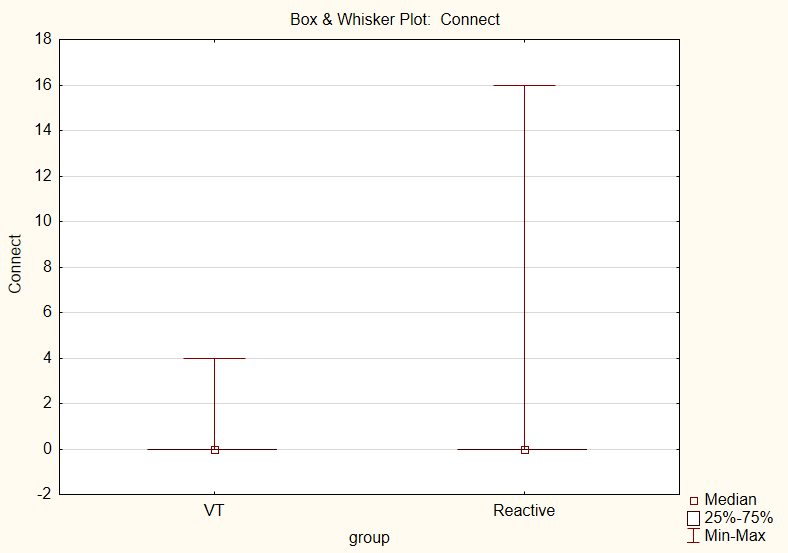 Box & Whisker Plot: Connect
18
16
14
12
10
8
6
4
2
0
-2
Connect
VT
Reactive
group
Median
25%-75%
Min-Max